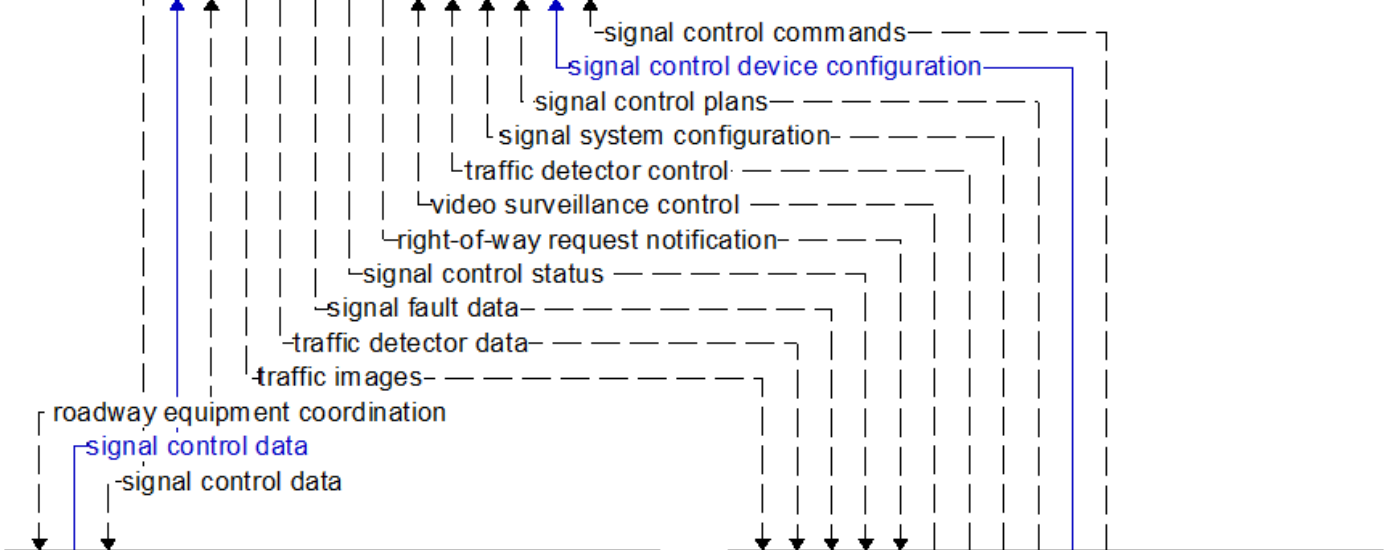 signal control commands
signal control device configuration
signal control plans
signal system configuration
traffic detector control
video surveillance control
right-of-way request notification
signal control status
signal fault data
traffic detector data
traffic images
roadway equipment coordination
signal control data
signal control data